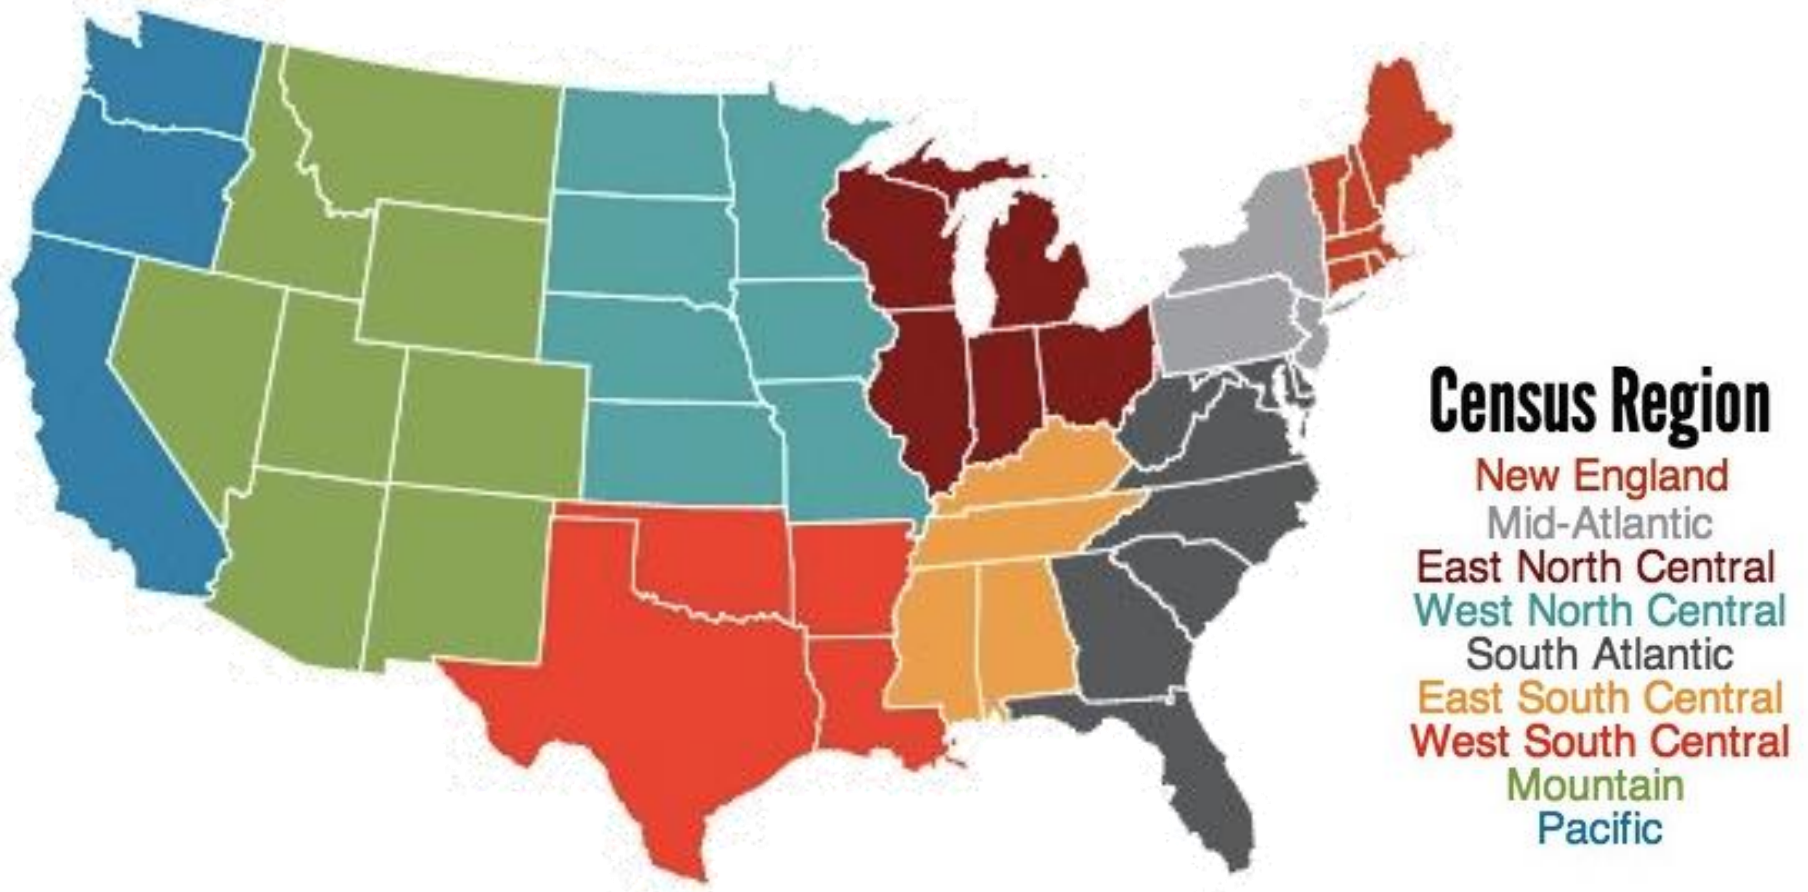 Census Region
New England
Mid-Atlantic
East North Central
West North Central
South Atlantic
East South Central
West South Central
Mountain
Pacific